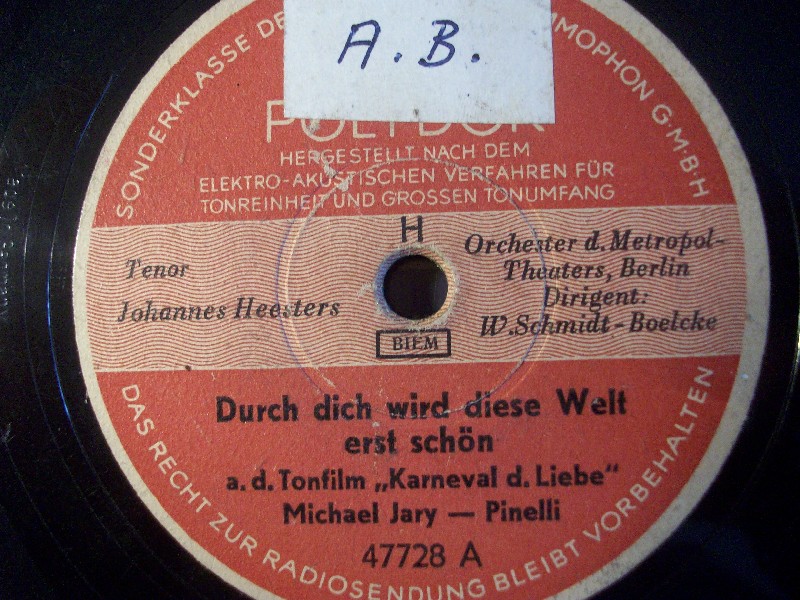 A. B.
SONDERKLASSE DE
MMOPHON G·M·B·H
POLYDOR
HERGESTELLT NACH DEM
ELEKTRO-AKUSTISCHEN VERFAHREN FÜR
TONREINHEIT UND GROSSEN TONUMFANG
H
Tenor
Johannes Heesters
Orchester d. Metropol-
Theaters, Berlin
Dirigent:
W. Schmidt-Boelcke
BIEM
Durch dich wird diese Welt
erst schön
a. d. Tonfilm „Karneval d. Liebe“
Michael Jary — Pinelli
47728 A
DAS RECHT ZUR RADIOSENDUNG BLEIBT VORBEHALTEN